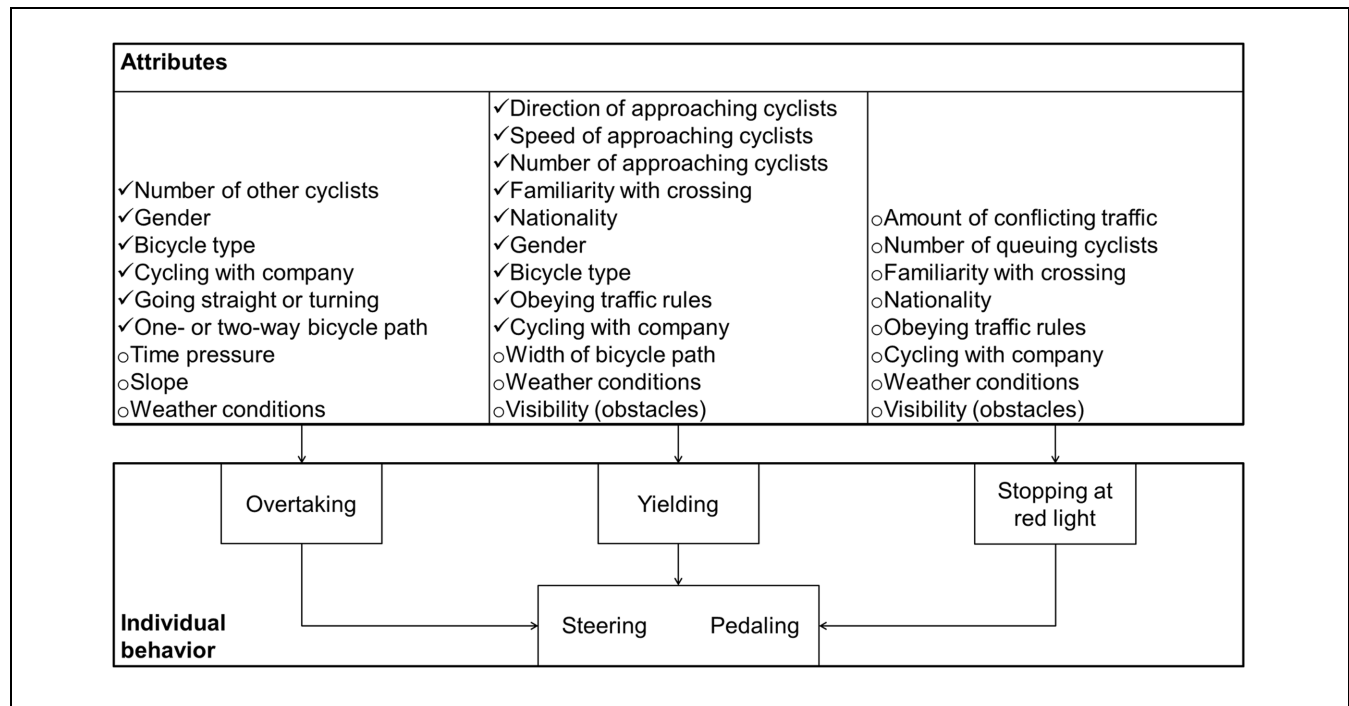 Attributes
✓Number of other cyclists
✓Gender
✓Bicycle type
✓Cycling with company
✓Going straight or turning
✓One- or two-way bicycle path
○Time pressure
○Slope
○Weather conditions
✓Direction of approaching cyclists
✓Speed of approaching cyclists
✓Number of approaching cyclists
✓Familiarity with crossing
✓Nationality
✓Gender
✓Bicycle type
✓Obeying traffic rules
✓Cycling with company
○Width of bicycle path
○Weather conditions
○Visibility (obstacles)
○Amount of conflicting traffic
○Number of queuing cyclists
○Familiarity with crossing
○Nationality
○Obeying traffic rules
○Cycling with company
○Weather conditions
○Visibility (obstacles)
Overtaking
Yielding
Stopping at
red light
Individual
behavior
Steering Pedaling